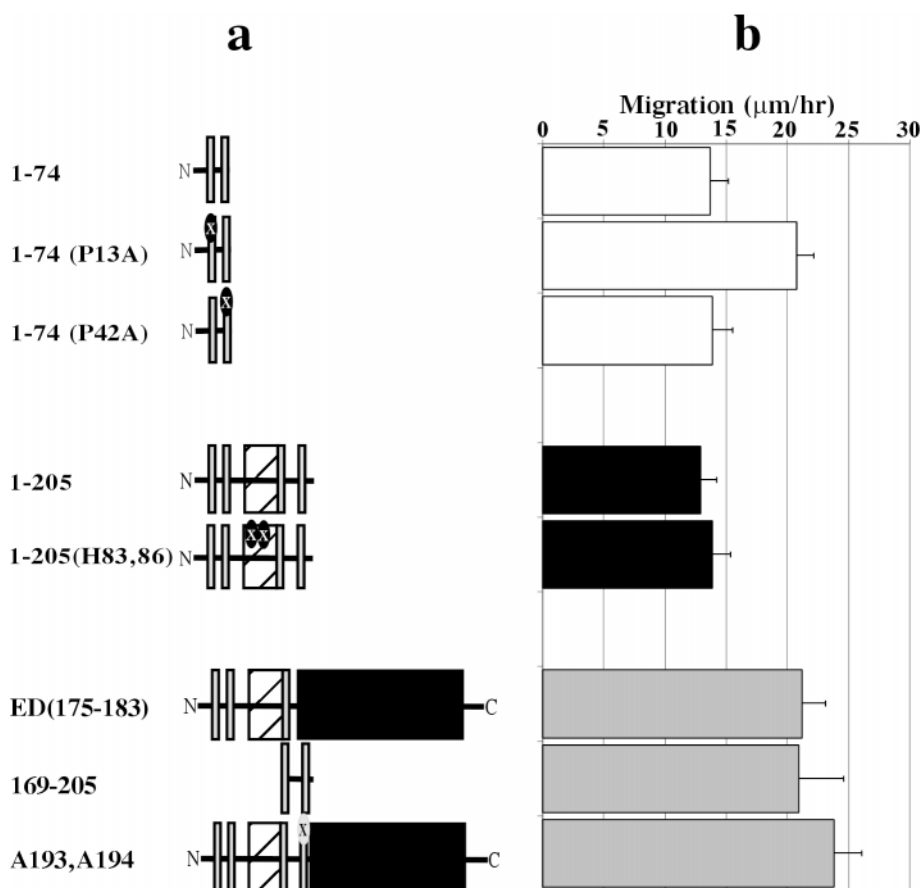 a b
Migration (μm/hr)
0 5 10 15 20 25 30
1-74 N
1-74 (P13A) N X
1-74 (P42A) N X
1-205 N
1-205(H83,86) N X X
ED(175-183) N C
169-205
A193,A194 N X C